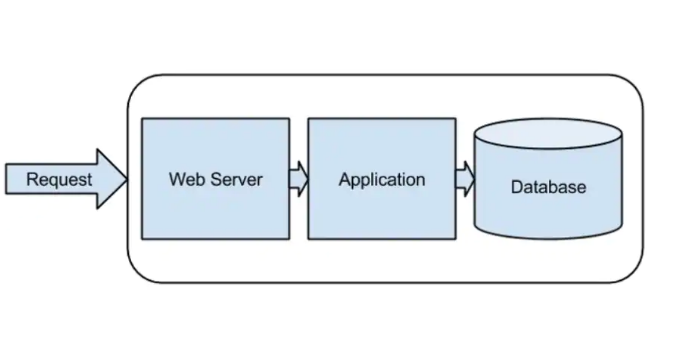 Request
Web Server
Application
Database